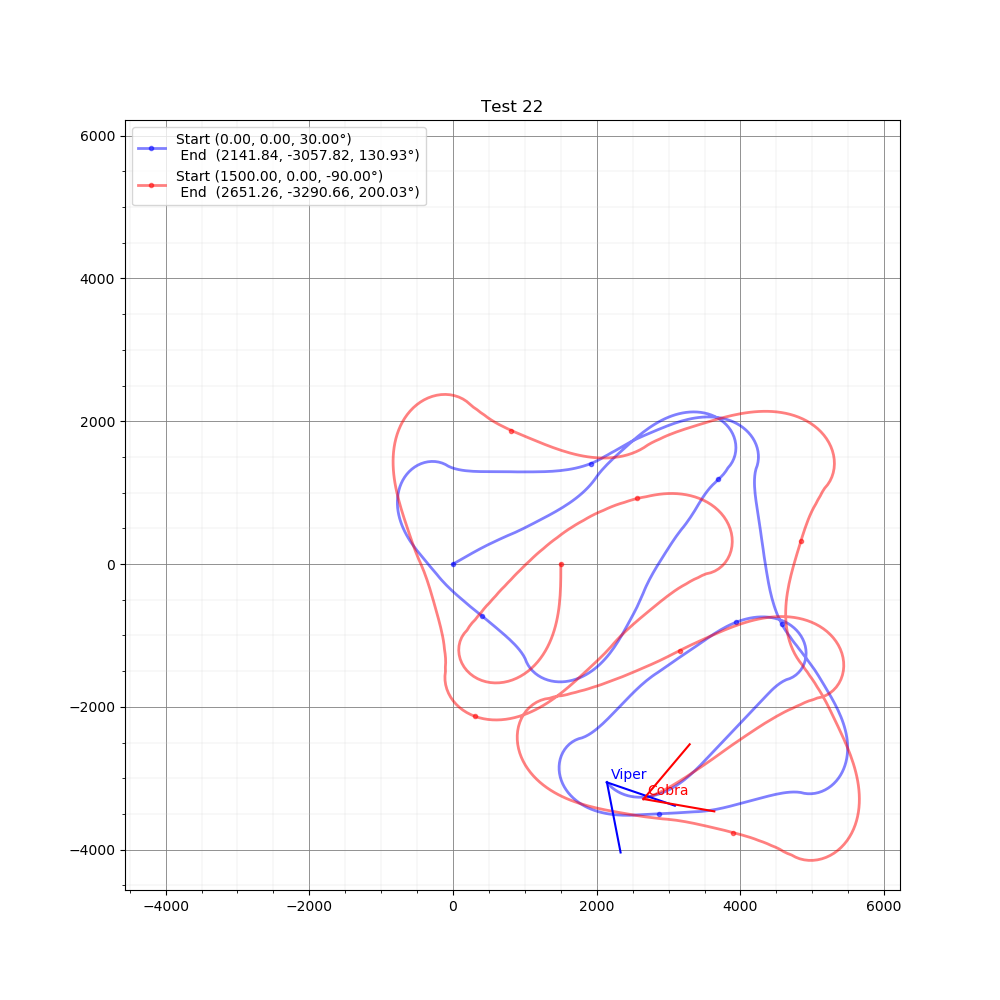 Test 22
Start (0.00, 0.00, 30.00°)
End  (2141.84, -3057.82, 130.93°)
Start (1500.00, 0.00, -90.00°)
End  (2651.26, -3290.66, 200.03°)
6000
4000
2000
0
−2000
−4000
Viper
Cobra
−4000 −2000 0 2000 4000 6000